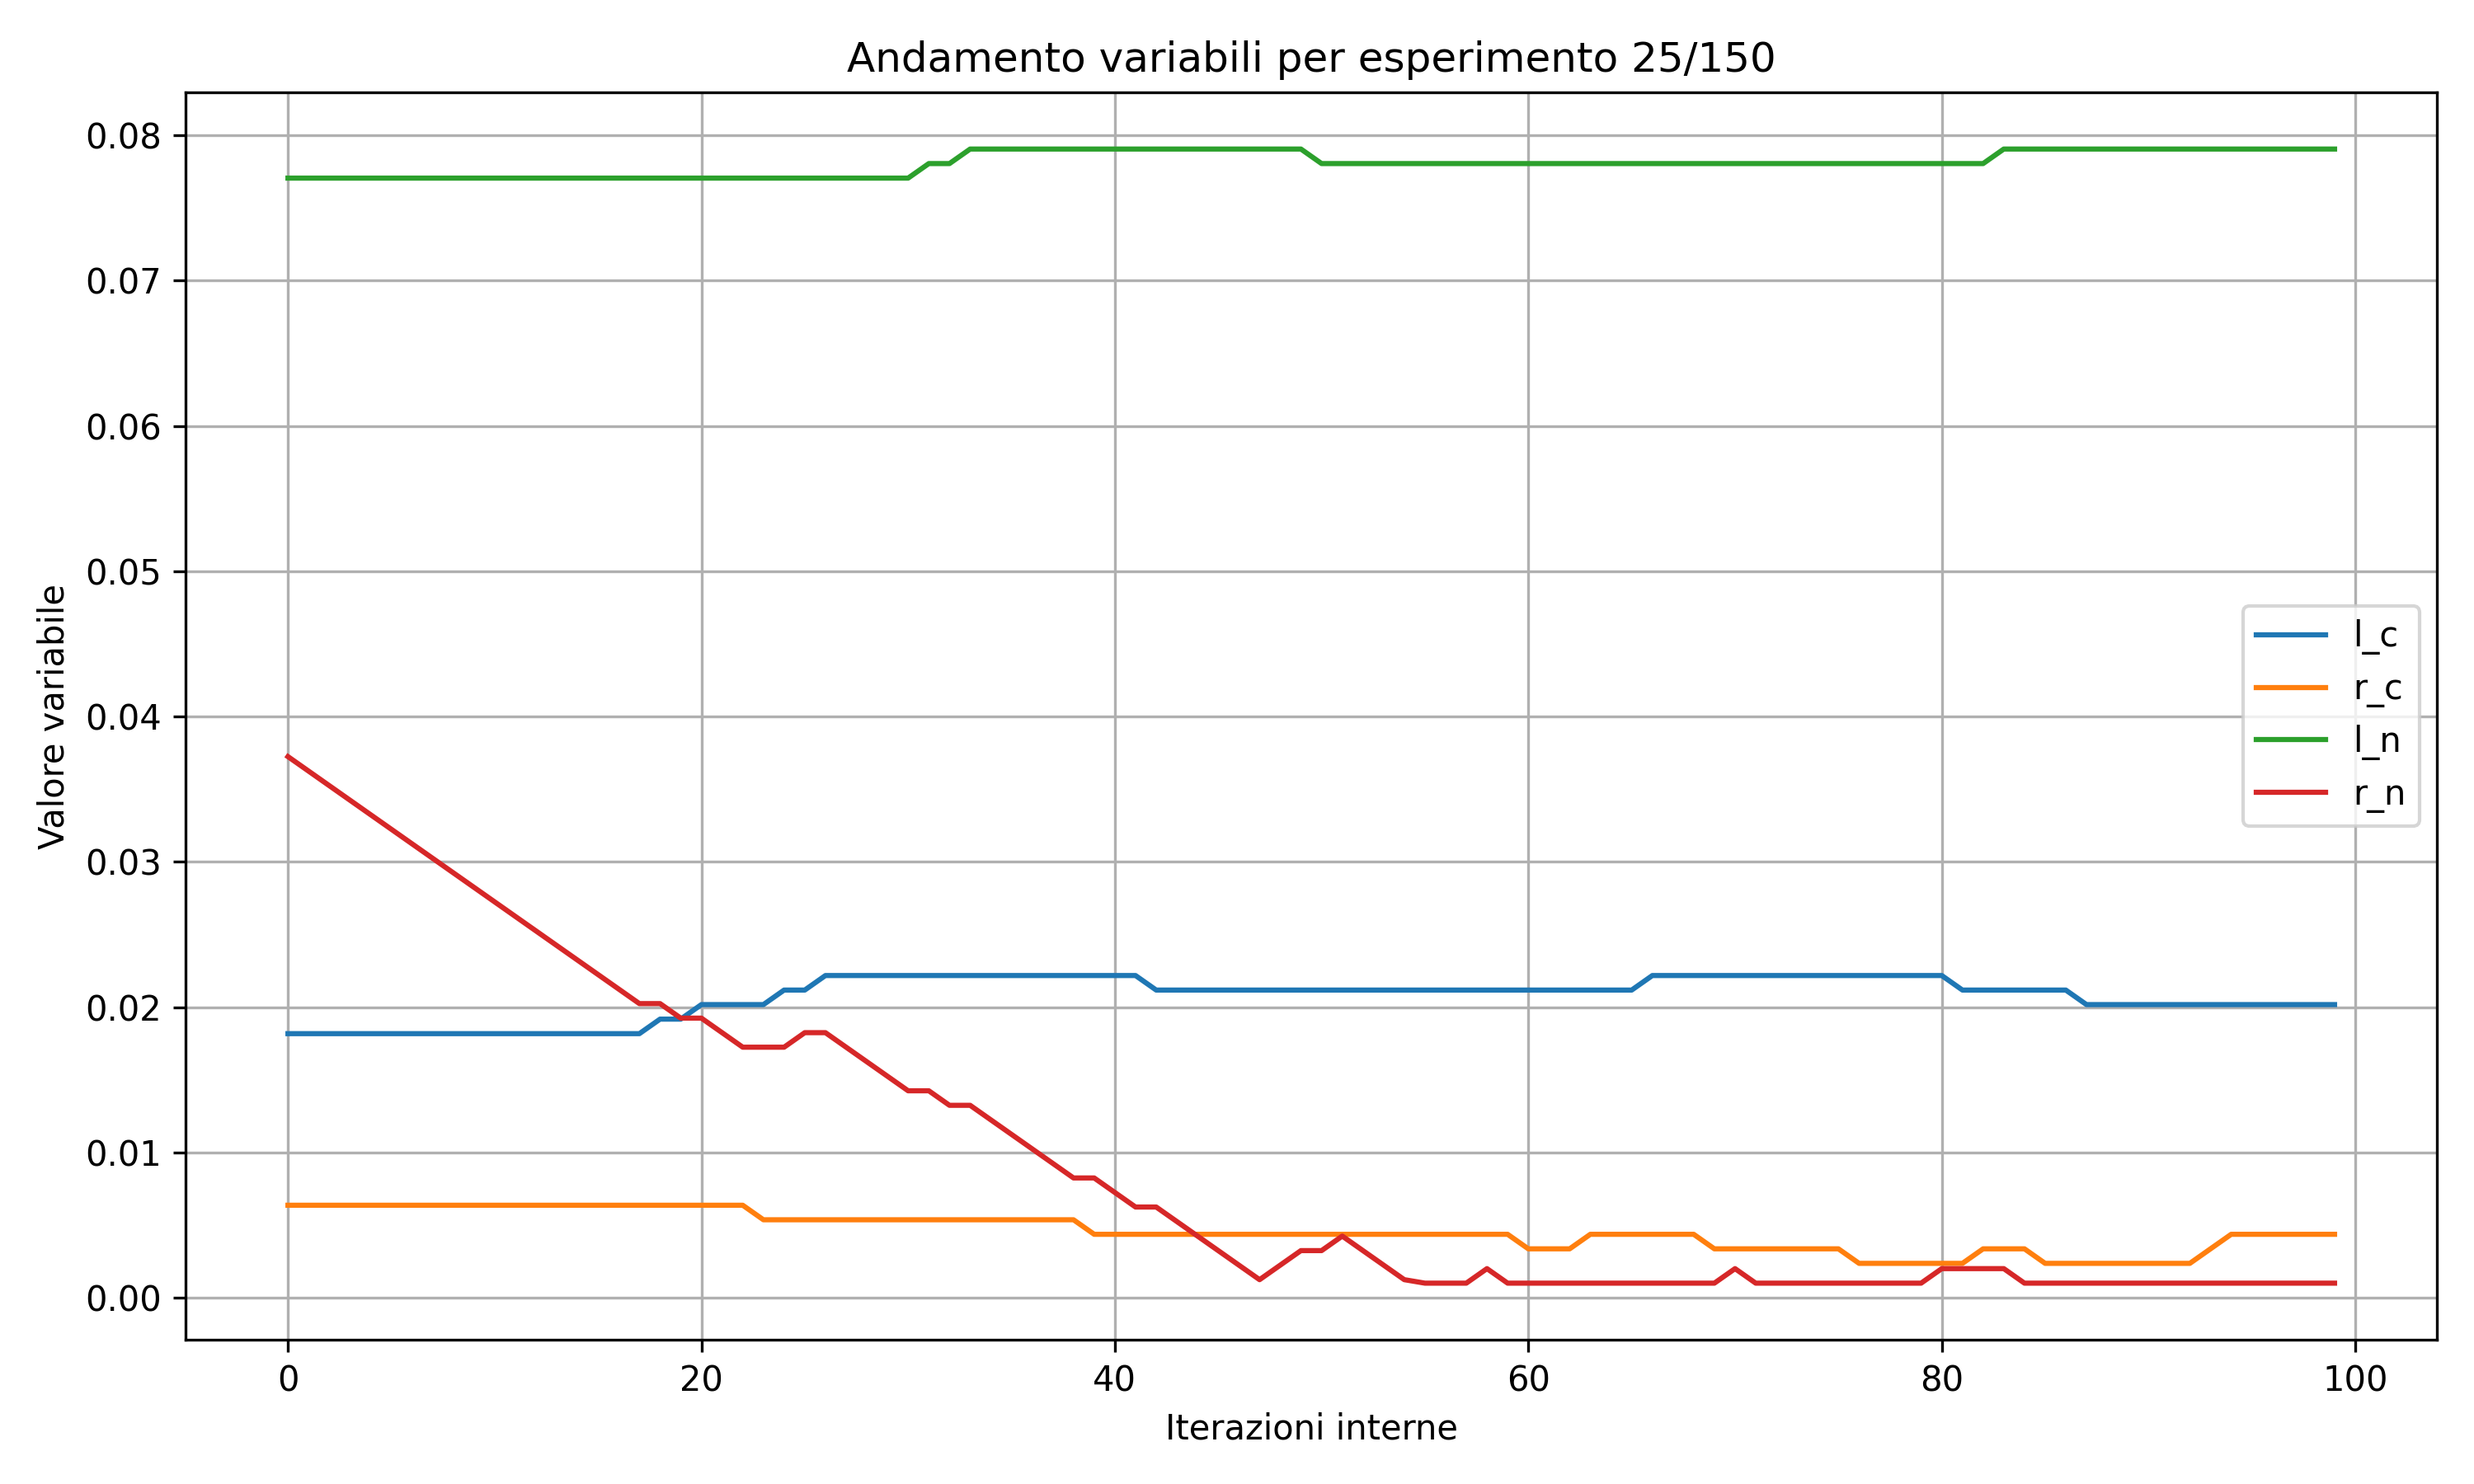 Andamento variabili per esperimento 25/150
Valore variabile
0.08
0.07
0.06
0.05
0.04
0.03
0.02
0.01
0.00
l_c
r_c
l_n
r_n
0 20 40 60 80 100
Iterazioni interne